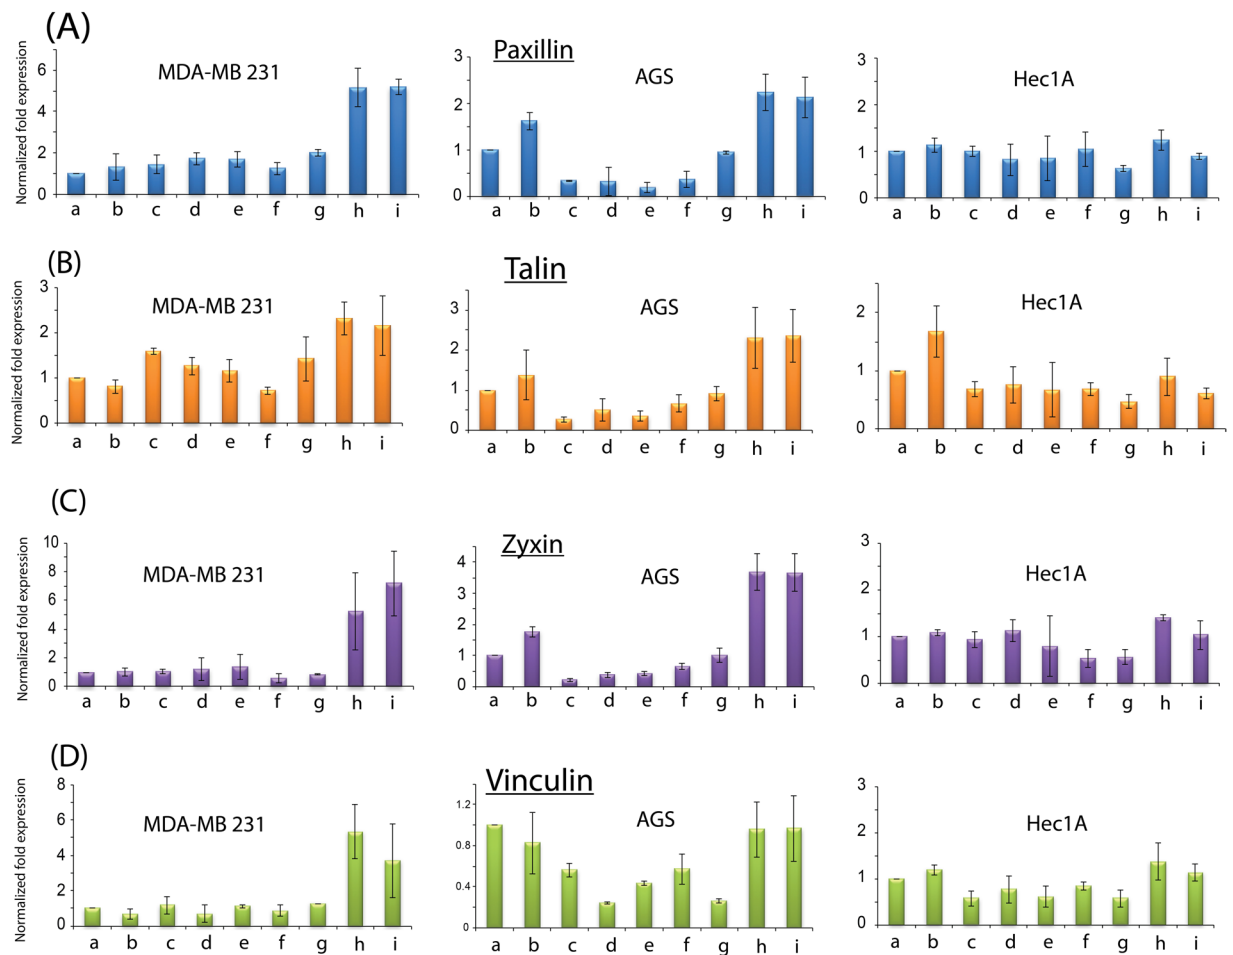 (A)
Paxillin
MDA-MB 231
AGS
Hec1A
Normalized fold expression
6
4
2
0
a b c d e f g h i
3
2
1
0
a b c d e f g h i
3
2
1
0
a b c d e f g h i
(B)
Talin
MDA-MB 231
AGS
Hec1A
Normalized fold expression
3
2
1
0
a b c d e f g h i
3
2
1
0
a b c d e f g h i
2
1
0
a b c d e f g h i
(C)
Zyxin
MDA-MB 231
AGS
Hec1A
Normalized fold expression
10
8
6
4
2
0
a b c d e f g h i
4
3
2
1
0
a b c d e f g h i
3
2
1
0
a b c d e f g h i
(D)
Vinculin
MDA-MB 231
AGS
Hec1A
Normalized fold expression
8
6
4
2
0
a b c d e f g h i
1.2
0.8
0.4
0
a b c d e f g h i
3
2
1
0
a b c d e f g h i